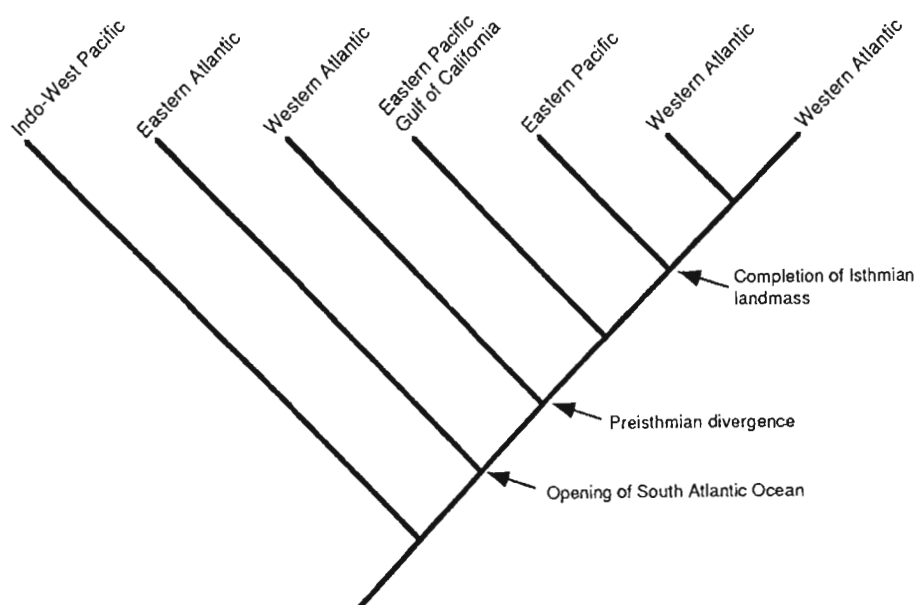 Indo-West Pacific
Eastern Atlantic
Western Atlantic
Eastern Pacific
Gulf of California
Eastern Pacific
Western Atlantic
Western Atlantic
Completion of Isthmian
landmass
Preisthmian divergence
Opening of South Atlantic Ocean